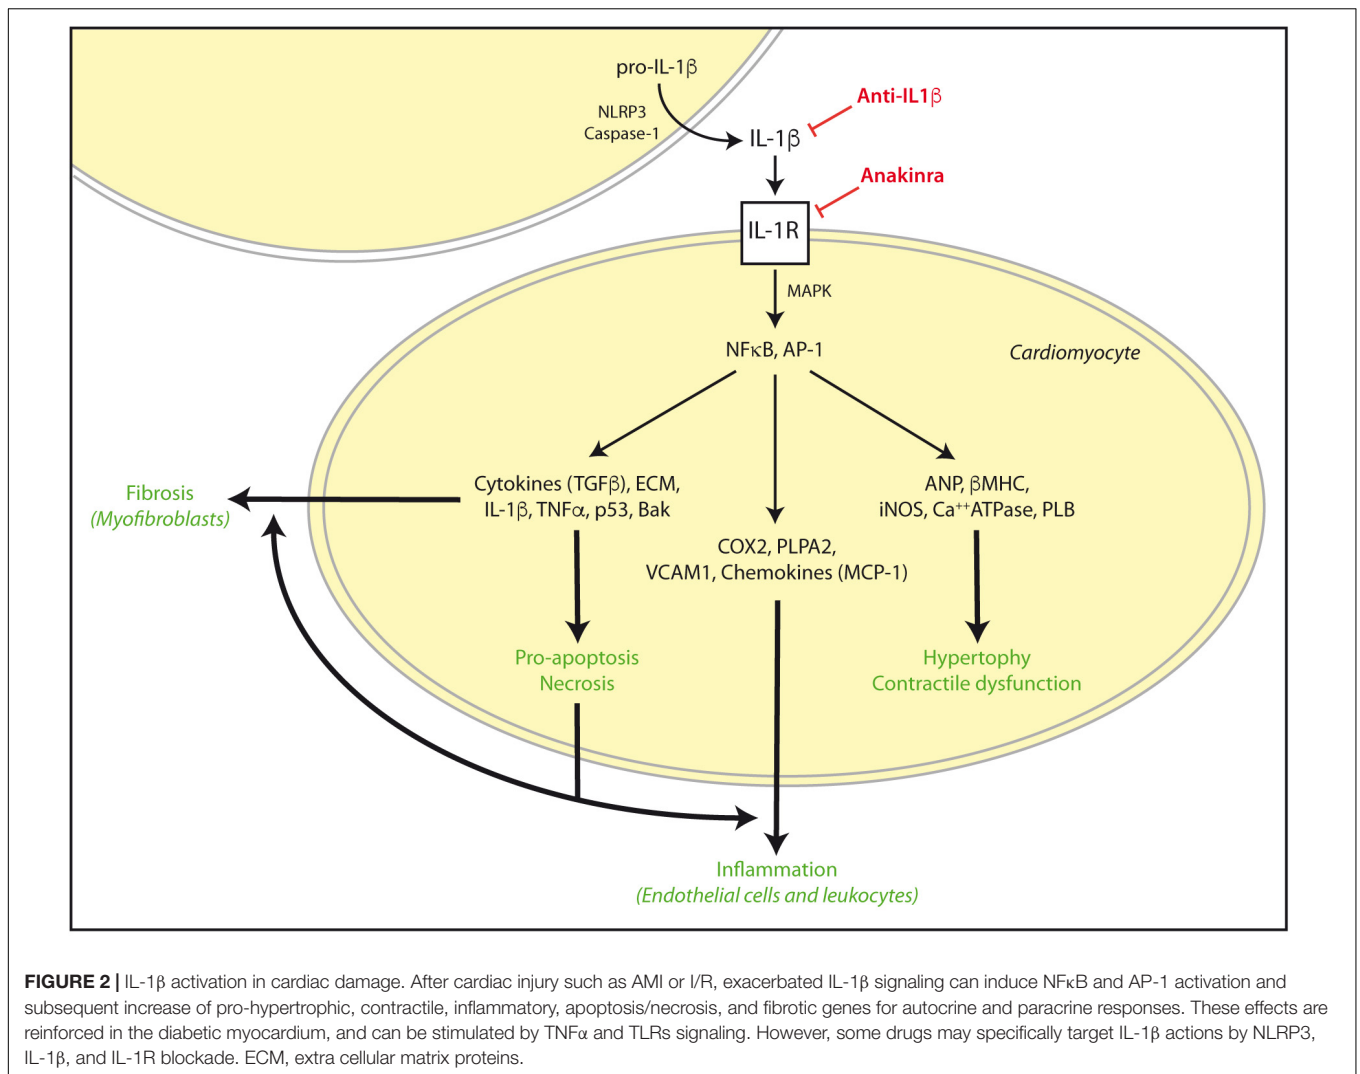 pro-IL-1β
NLRP3
Caspase-1
Anti-IL1β
IL-1β
Anakinra
IL-1R
MAPK
NFκB, AP-1
Cardiomyocyte
Cytokines (TGFβ), ECM,
IL-1β, TNFα, p53, Bak
ANP, βMHC,
iNOS, Ca⁺⁺ATPase, PLB
Fibrosis
(Myofibroblasts)
COX2, PLPA2,
VCAM1, Chemokines (MCP-1)
Pro-apoptosis
Necrosis
Hypertophy
Contractile dysfunction
Inflammation
(Endothelial cells and leukocytes)
FIGURE 2 | IL-1β activation in cardiac damage. After cardiac injury such as AMI or I/R, exacerbated IL-1β signaling can induce NFκB and AP-1 activation and
subsequent increase of pro-hypertrophic, contractile, inflammatory, apoptosis/necrosis, and fibrotic genes for autocrine and paracrine responses. These effects are
reinforced in the diabetic myocardium, and can be stimulated by TNFα and TLRs signaling. However, some drugs may specifically target IL-1β actions by NLRP3,
IL-1β, and IL-1R blockade. ECM, extra cellular matrix proteins.